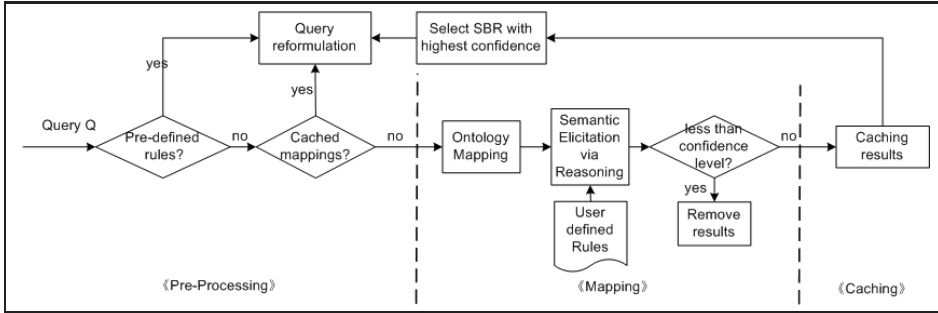 Query
reformulation
Select SBR with
highest confidence
yes
yes
Query Q
Pre-defined
rules?
no
Cached
mappings?
no
Ontology
Mapping
Semantic
Elicitation
via
Reasoning
less than
confidence
level?
no
Caching
results
yes
User
defined
Rules
Remove
results
《Pre-Processing》
《Mapping》
《Caching》